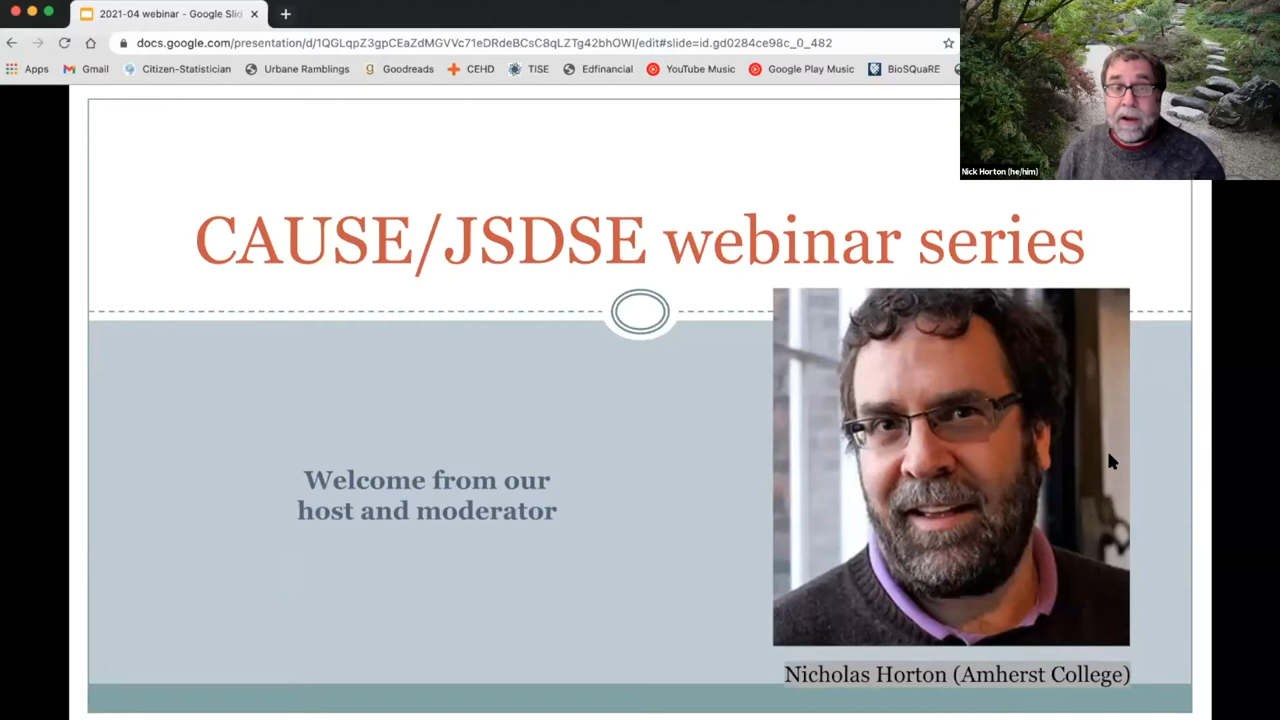 2021-04 webinar - Google Slid
docs.google.com/presentation/d/1QGLqpZ3gpCEaZdMGVVc71eDRdeBCsC8qLZTg42bhOWI/edit#slide=id.gd0284ce98c_0_482
Apps Gmail Citizen-Statistician Urbane Ramblings Goodreads CEHD TISE Edfinancial YouTube Music Google Play Music BioSQuaRE
Nick Horton (he/him)
CAUSE/JSDSE webinar series
Welcome from our
host and moderator
Nicholas Horton (Amherst College)